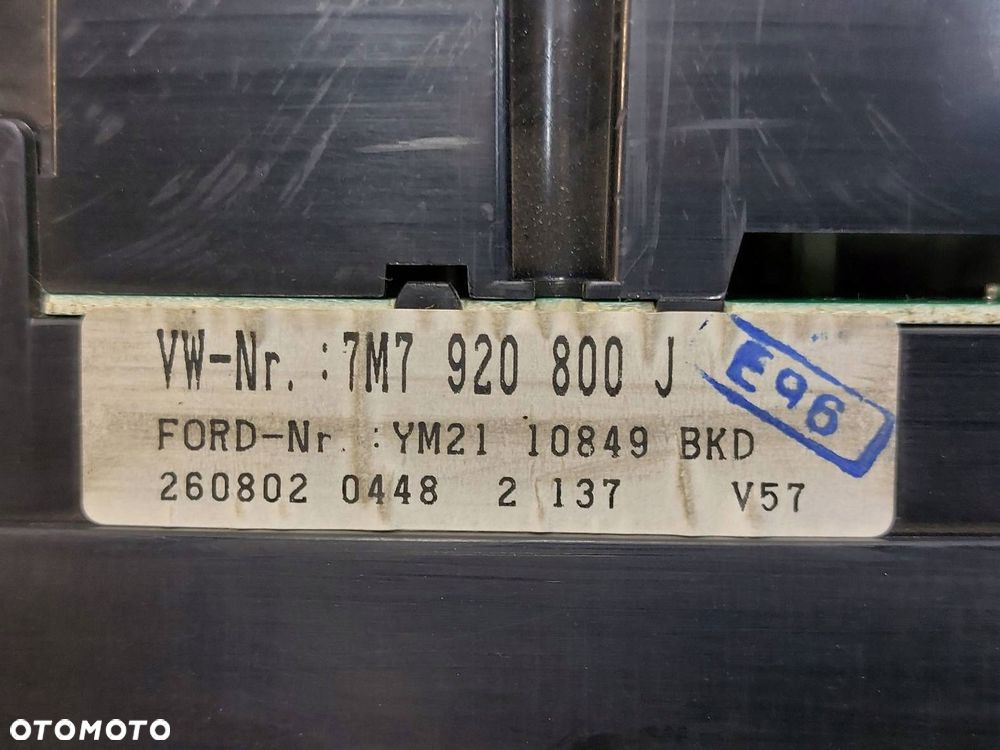 VW-Nr. :7M7 920 800 J
E96
FORD-Nr. :YM21 10849 BKD
260802 0448 2 137 V57
OTOMOTO